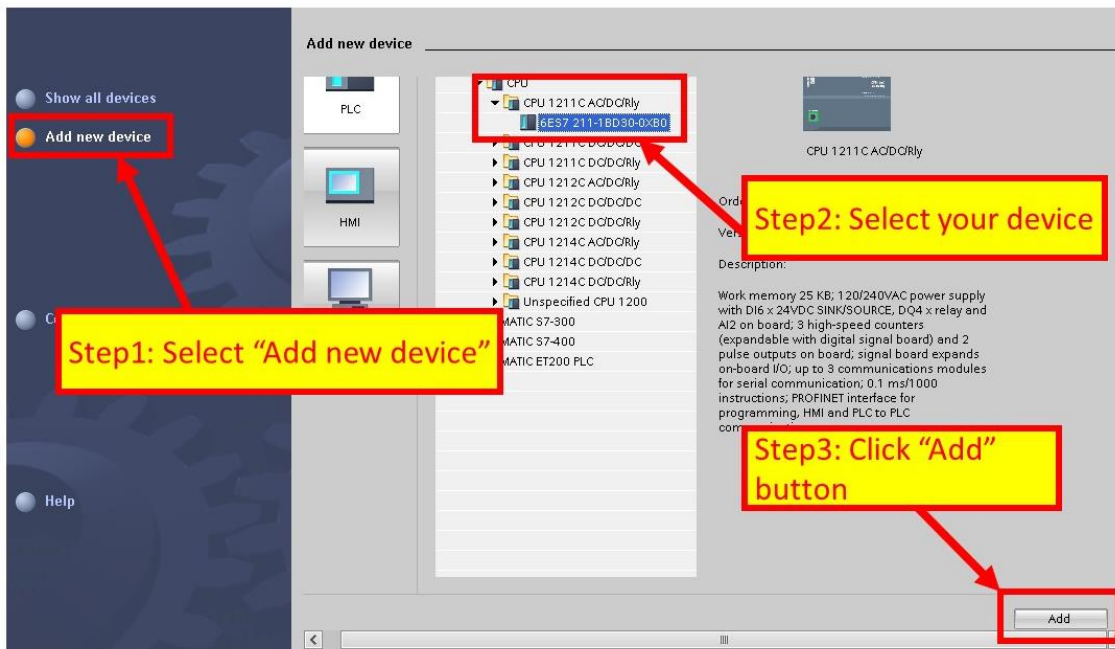 Add new device
Show all devices
Add new device
PLC
HMI
CPU
CPU 1211C AC/DC/Rly
6ES7 211-1BD30-0XB0
CPU 1211C DC/DC/DC
CPU 1211C DC/DC/Rly
CPU 1212C AC/DC/Rly
CPU 1212C DC/DC/DC
CPU 1212C DC/DC/Rly
CPU 1214C AC/DC/Rly
CPU 1214C DC/DC/DC
CPU 1214C DC/DC/Rly
Unspecified CPU 1200
MATIC S7-300
MATIC S7-400
MATIC ET200 PLC
CPU 1211C AC/DC/Rly
Step2: Select your device
Description:
Work memory 25 KB; 120/240VAC power supply
with DI6 x 24VDC SINK/SOURCE, DQ4 x relay and
AI2 on board; 3 high-speed counters
(expandable with digital signal board) and 2
pulse outputs on board; signal board expands
on-board I/O; up to 3 communications modules
for serial communication; 0.1 ms/1000
instructions; PROFINET interface for
programming, HMI and PLC to PLC
Step1: Select “Add new device”
Step3: Click “Add”
button
Help
Add